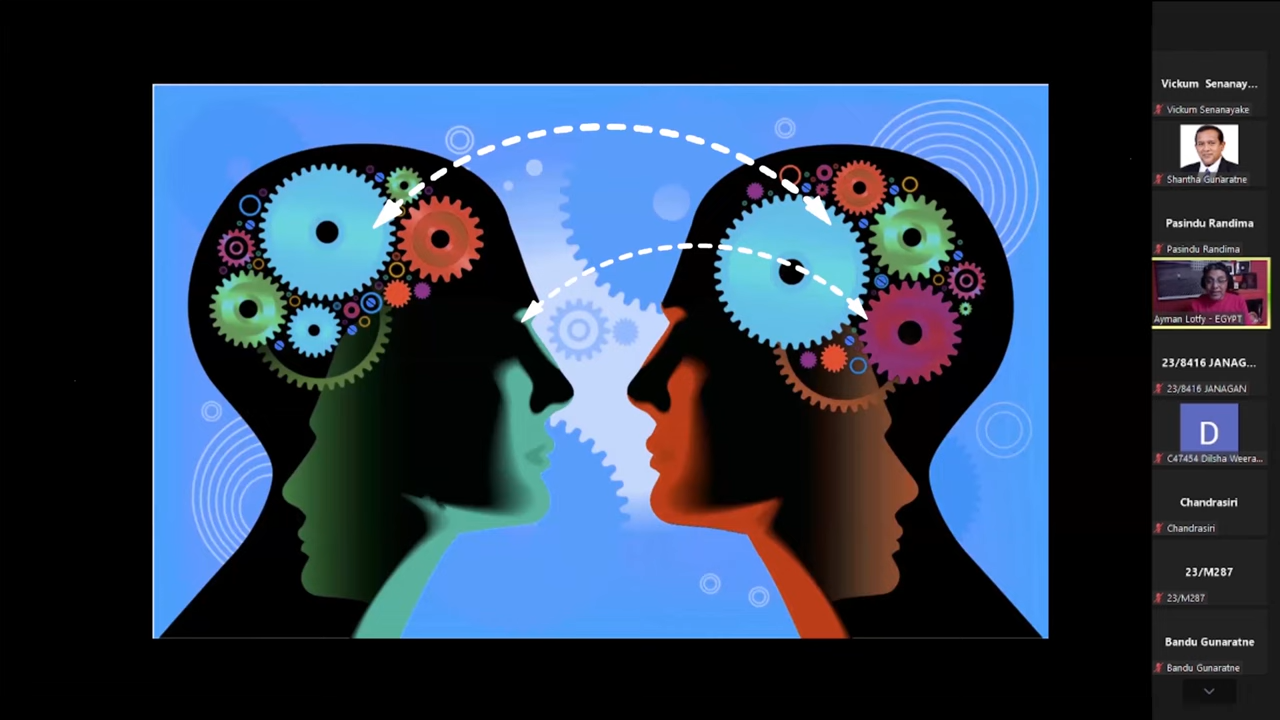 Vickum Senanay...
Vickum Senanayake
Shantha Gunaratne
Pasindu Randima
Pasindu Randima
Ayman Lotfy - EGYPT
23/8416 JANAG...
23/8416 JANAGAN
D
C47454 Dilsha Weera...
Chandrasiri
Chandrasiri
23/M287
23/M287
Bandu Gunaratne
Bandu Gunaratne